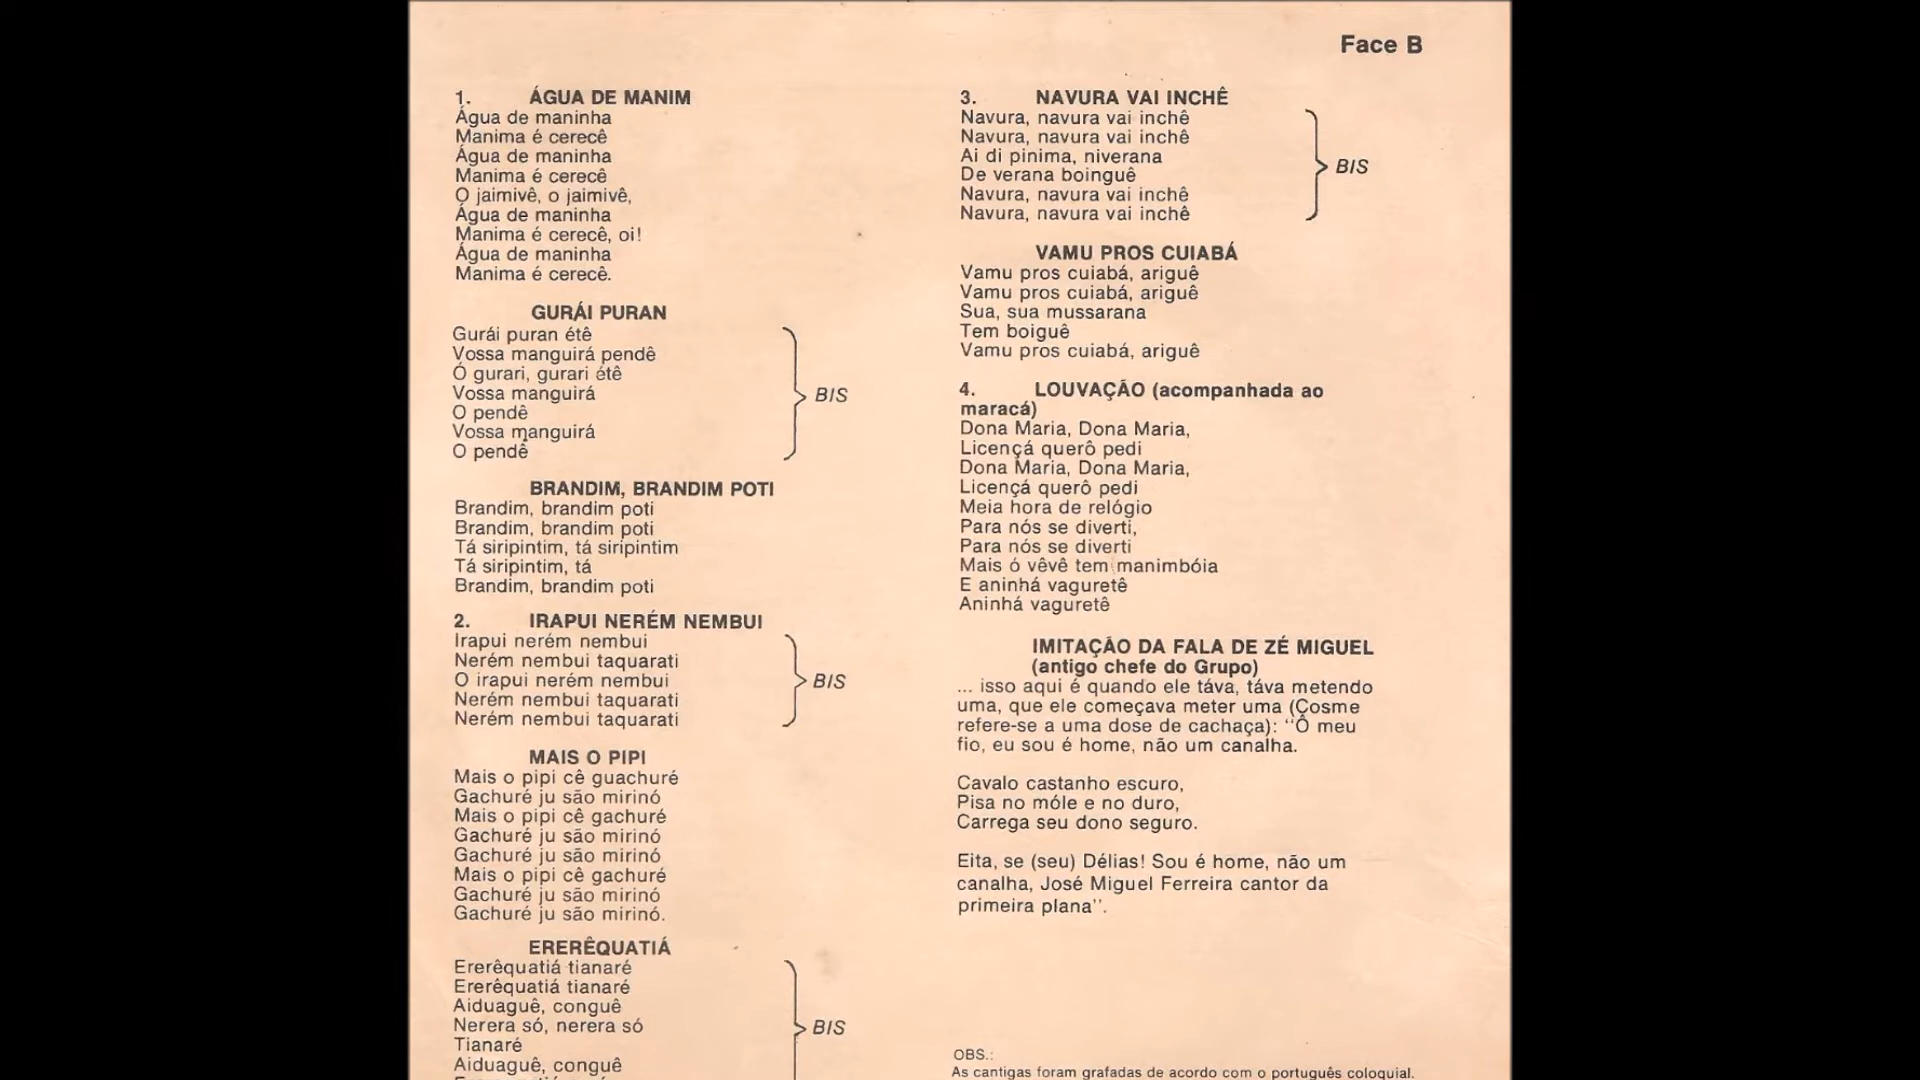 Face B
1. ÁGUA DE MANIM
Água de maninha
Manima é cerecê
Água de maninha
Manima é cerecê
O jaimivê, o jaimivê,
Água de maninha
Manima é cerecê, oi!
Água de maninha
Manima é cerecê.
GURÁI PURAN
Gurái puran étê
Vossa manguirá pendê
Ó gurari, gurari étê
Vossa manguirá
O pendê
Vossa manguirá
O pendê
BIS
BRANDIM, BRANDIM POTI
Brandim, brandim poti
Brandim, brandim poti
Tá siripintim, tá siripintim
Tá siripintim, tá
Brandim, brandim poti
2. IRAPUI NERÉM NEMBUI
Irapui nerém nembui
Nerém nembui taquarati
O irapui nerém nembui
Nerém nembui taquarati
Nerém nembui taquarati
BIS
MAIS O PIPI
Mais o pipi cê guachuré
Gachuré ju são mirinó
Mais o pipi cê gachuré
Gachuré ju são mirinó
Gachuré ju são mirinó
Mais o pipi cê gachuré
Gachuré ju são mirinó
Gachuré ju são mirinó.
ERERÊQUATIÁ
Ererêquatiá tianaré
Ererêquatiá tianaré
Aiduaguê, conguê
Nerera só, nerera só
Tianaré
Aiduaguê, conguê
BIS
3. NAVURA VAI INCHÊ
Navura, navura vai inchê
Navura, navura vai inchê
Ai di pinima, niverana
De verana boinguê
Navura, navura vai inchê
Navura, navura vai inchê
BIS
VAMU PROS CUIABÁ
Vamu pros cuiabá, ariguê
Vamu pros cuiabá, ariguê
Sua, sua mussarana
Tem boiguê
Vamu pros cuiabá, ariguê
4. LOUVAÇÃO (acompanhada ao
maracá)
Dona Maria, Dona Maria,
Licençá querô pedi
Dona Maria, Dona Maria,
Licençá querô pedi
Meia hora de relógio
Para nós se diverti,
Para nós se diverti
Mais ó vêvê tem manimbóia
E aninhá vaguretê
Aninhá vaguretê
IMITAÇÃO DA FALA DE ZÉ MIGUEL
(antigo chefe do Grupo)
... isso aqui é quando ele táva, táva metendo
uma, que ele começava meter uma (Cosme
refere-se a uma dose de cachaça): "Ô meu
fio, eu sou é home, não um canalha.
Cavalo castanho escuro,
Pisa no móle e no duro,
Carrega seu dono seguro.
Eita, se (seu) Délias! Sou é home, não um
canalha, José Miguel Ferreira cantor da
primeira plana".
OBS.:
As cantigas foram grafadas de acordo com o português coloquial.